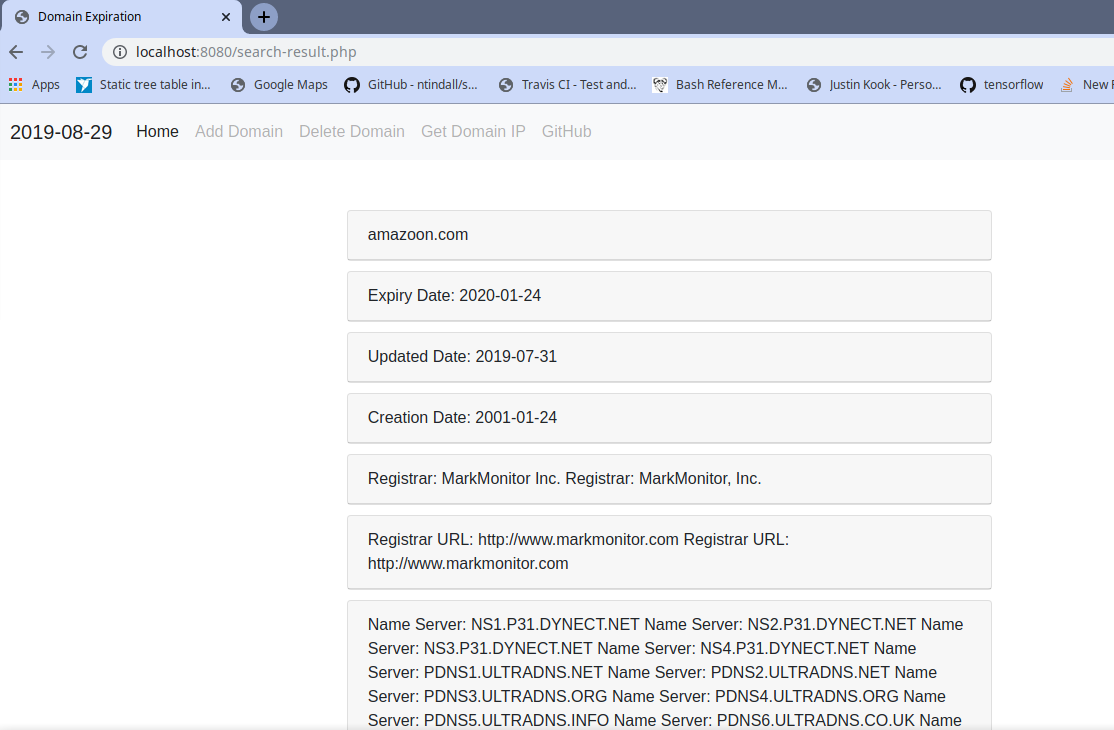 Domain Expiration
localhost:8080/search-result.php
Apps Static tree table in... Google Maps GitHub - ntindall/s... Travis CI - Test and... Bash Reference M... Justin Kook - Perso... tensorflow New
2019-08-29 Home Add Domain Delete Domain Get Domain IP GitHub
amazoon.com
Expiry Date: 2020-01-24
Updated Date: 2019-07-31
Creation Date: 2001-01-24
Registrar: MarkMonitor Inc. Registrar: MarkMonitor, Inc.
Registrar URL: http://www.markmonitor.com Registrar URL:
http://www.markmonitor.com
Name Server: NS1.P31.DYNECT.NET Name Server: NS2.P31.DYNECT.NET Name
Server: NS3.P31.DYNECT.NET Name Server: NS4.P31.DYNECT.NET Name
Server: PDNS1.ULTRADNS.NET Name Server: PDNS2.ULTRADNS.NET Name
Server: PDNS3.ULTRADNS.ORG Name Server: PDNS4.ULTRADNS.ORG Name
Server: PDNS5.ULTRADNS.INFO Name Server: PDNS6.ULTRADNS.CO.UK Name